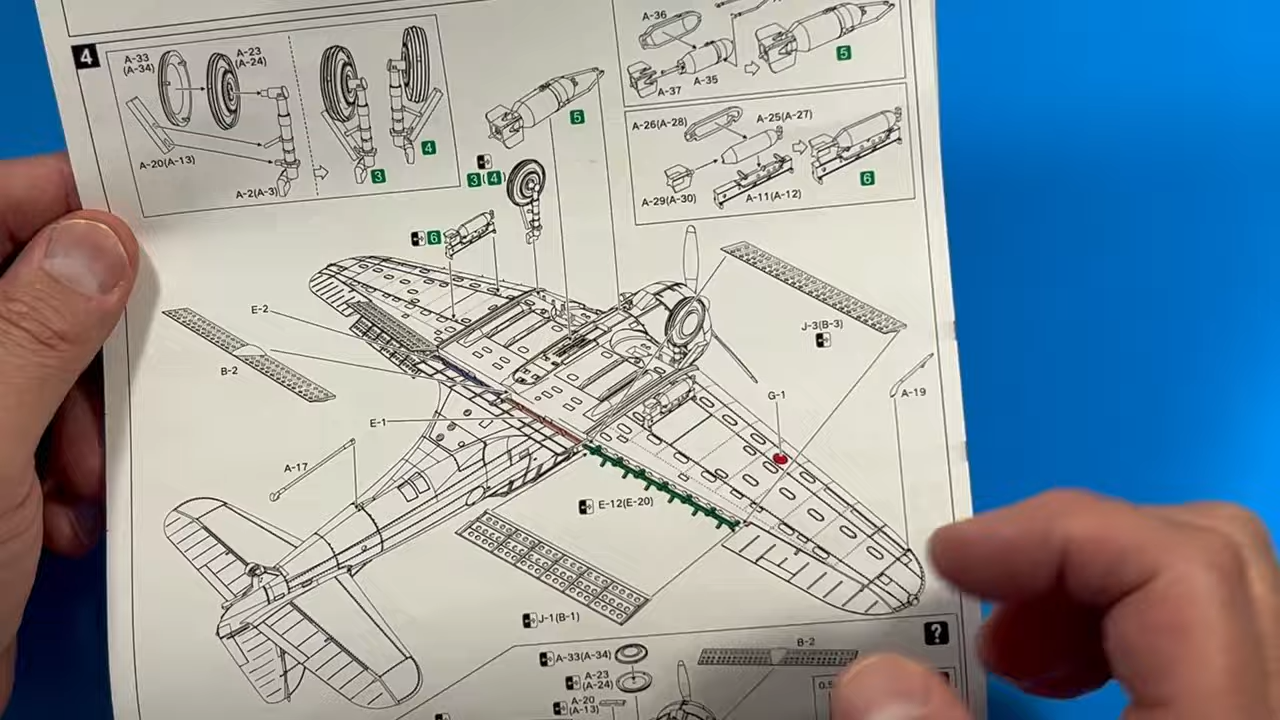 4
A-33
(A-34)
A-23
(A-24)
A-20(A-13)
A-2(A-3)
3
4
5
3 4
6
A-36
A-35
A-37
5
A-26(A-28)
A-25(A-27)
A-29(A-30)
A-11(A-12)
6
E-2
B-2
E-1
A-17
J-3(B-3)
A-19
G-1
E-12(E-20)
J-1(B-1)
?
A-33(A-34)
A-23
(A-24)
A-20
(A-13)
B-2
0.5